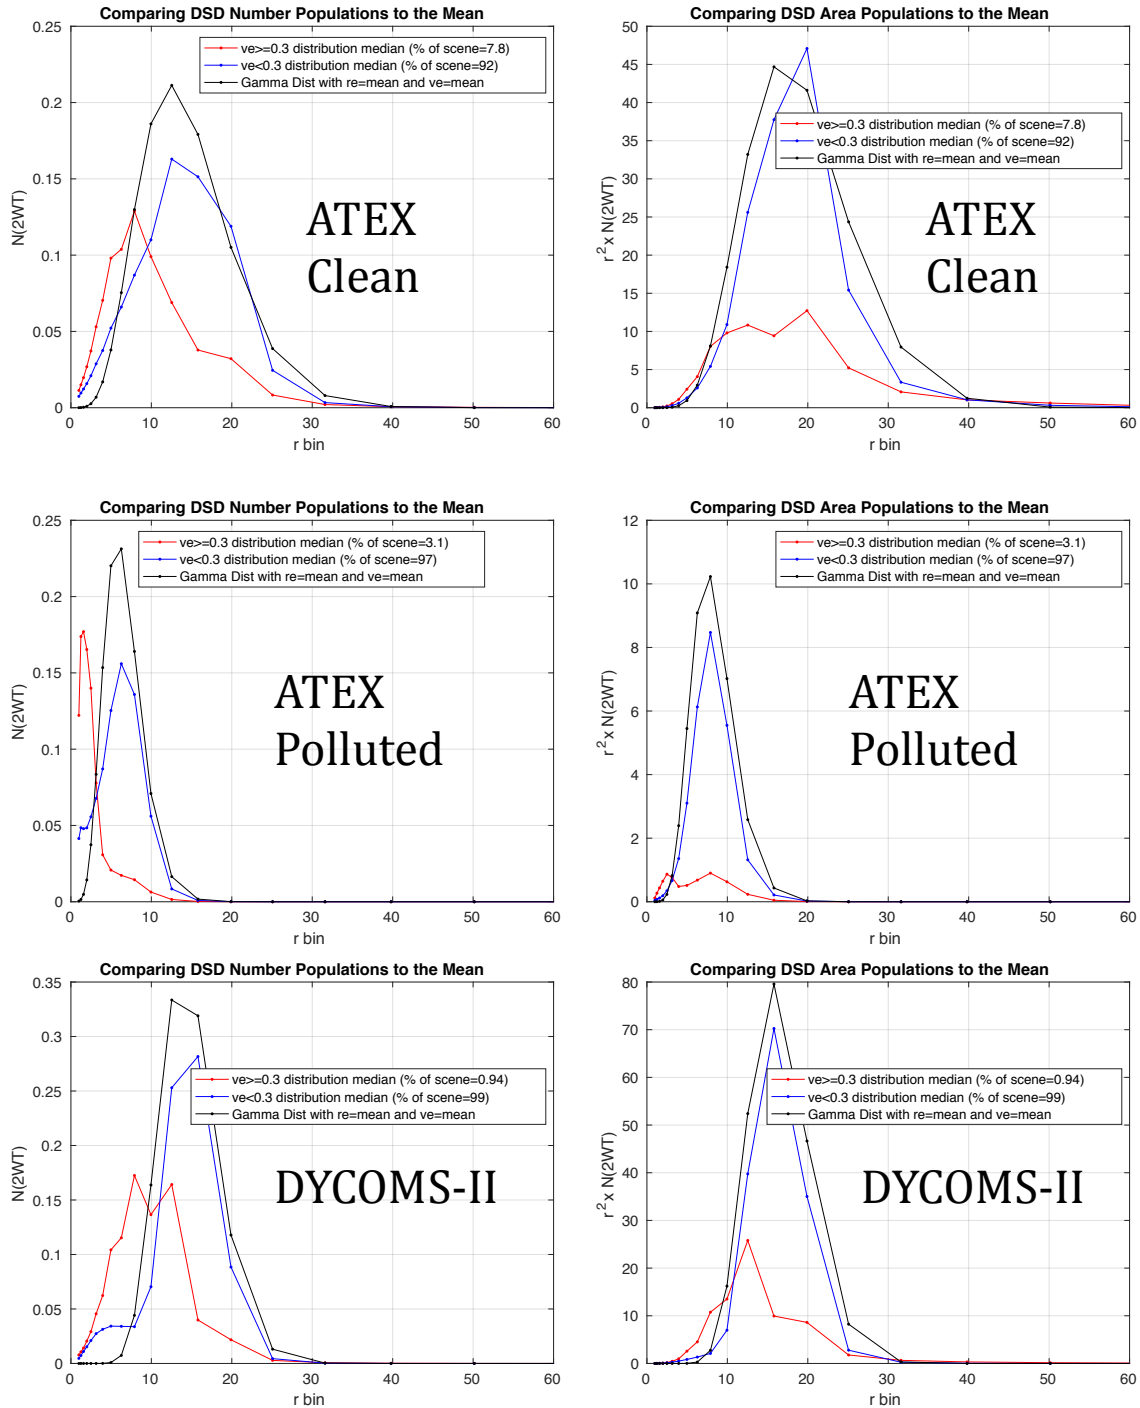 Comparing DSD Number Populations to the Mean
0.25
0.2
0.15
0.1
0.05
0
N(2WT)
ve>=0.3 distribution median (% of scene=7.8)
ve<0.3 distribution median (% of scene=92)
Gamma Dist with re=mean and ve=mean
ATEX
Clean
0 10 20 30 40 50 60
r bin
Comparing DSD Area Populations to the Mean
50
45
40
35
30
25
20
15
10
5
0
r² x N(2WT)
ve>=0.3 distribution median (% of scene=7.8)
ve<0.3 distribution median (% of scene=92)
Gamma Dist with re=mean and ve=mean
ATEX
Clean
0 10 20 30 40 50 60
r bin
Comparing DSD Number Populations to the Mean
0.25
0.2
0.15
0.1
0.05
0
N(2WT)
ve>=0.3 distribution median (% of scene=3.1)
ve<0.3 distribution median (% of scene=97)
Gamma Dist with re=mean and ve=mean
ATEX
Polluted
0 10 20 30 40 50 60
r bin
Comparing DSD Area Populations to the Mean
12
10
8
6
4
2
0
r² x N(2WT)
ve>=0.3 distribution median (% of scene=3.1)
ve<0.3 distribution median (% of scene=97)
Gamma Dist with re=mean and ve=mean
ATEX
Polluted
0 10 20 30 40 50 60
r bin
Comparing DSD Number Populations to the Mean
0.35
0.3
0.25
0.2
0.15
0.1
0.05
0
N(2WT)
ve>=0.3 distribution median (% of scene=0.94)
ve<0.3 distribution median (% of scene=99)
Gamma Dist with re=mean and ve=mean
DYCOMS-II
0 10 20 30 40 50 60
r bin
Comparing DSD Area Populations to the Mean
80
70
60
50
40
30
20
10
0
r² x N(2WT)
ve>=0.3 distribution median (% of scene=0.94)
ve<0.3 distribution median (% of scene=99)
Gamma Dist with re=mean and ve=mean
DYCOMS-II
0 10 20 30 40 50 60
r bin